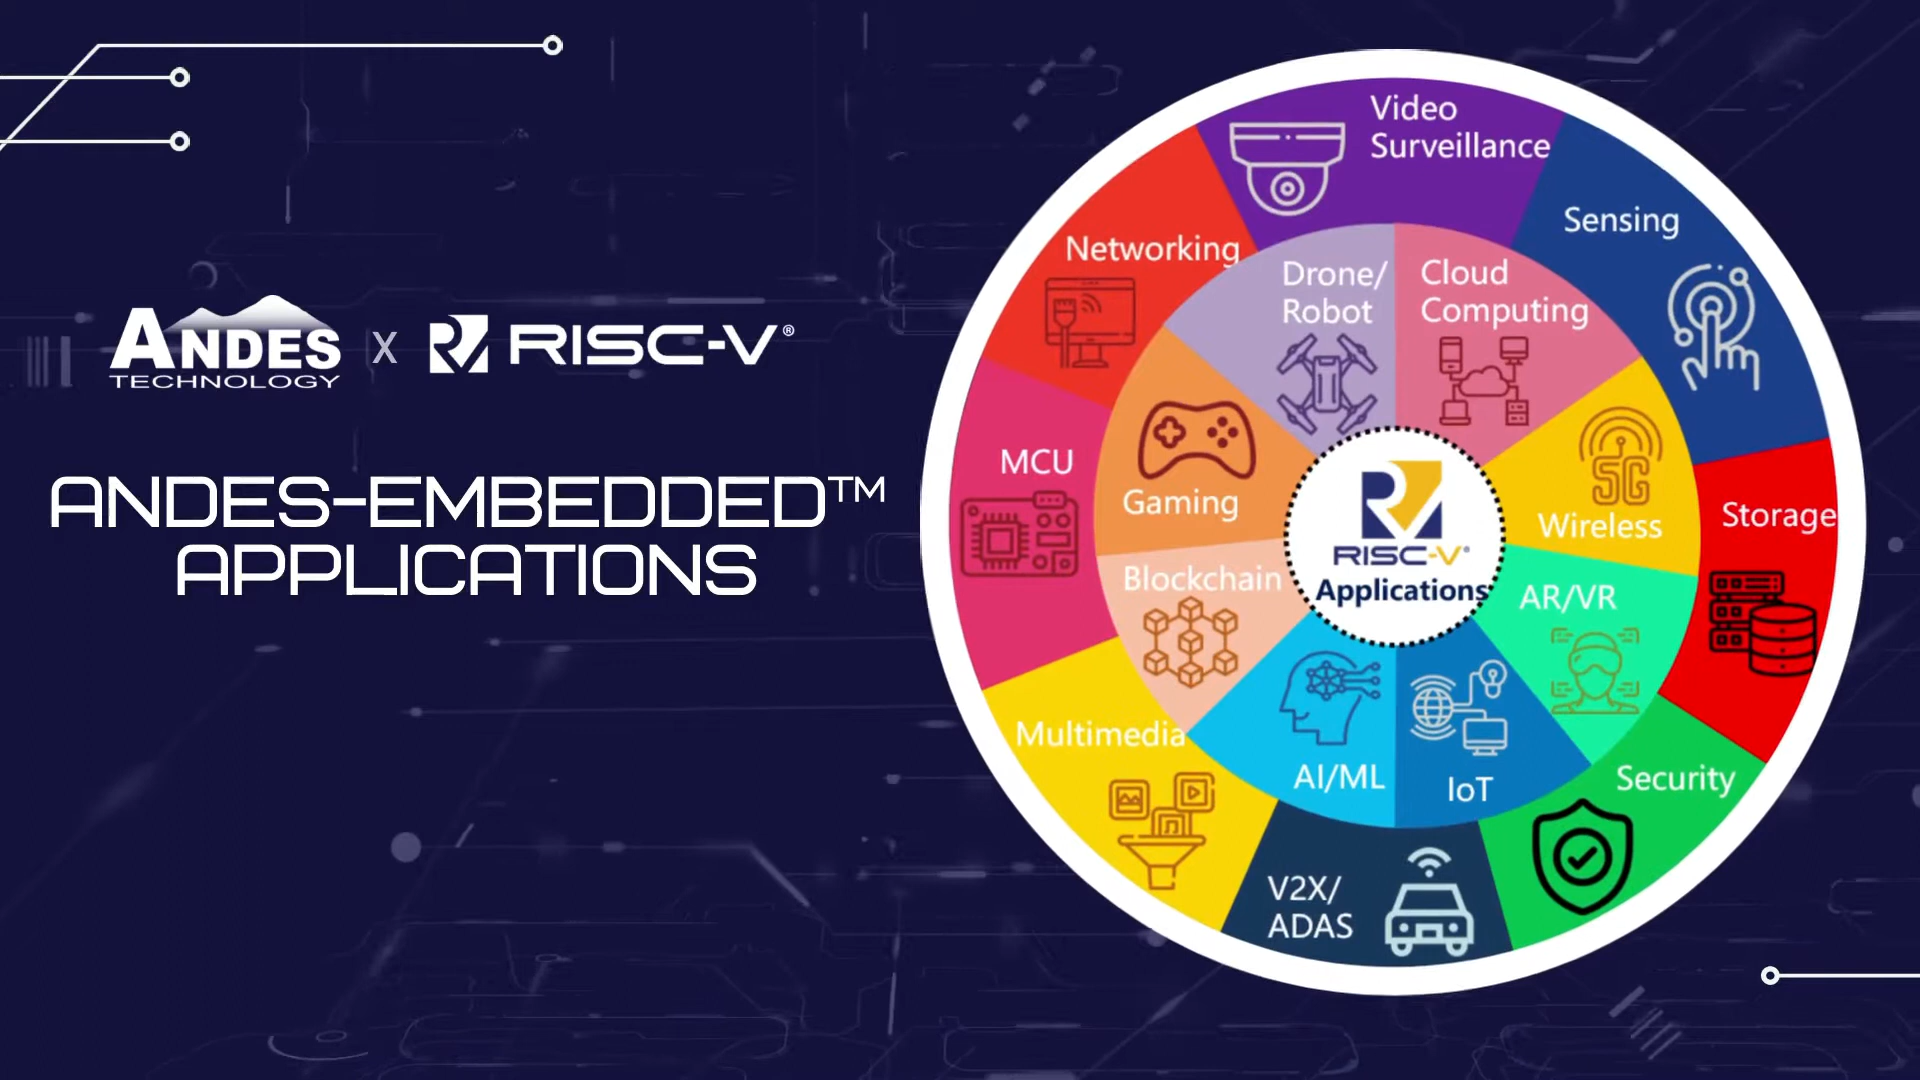 ANDES
TECHNOLOGY
X
RISC-V®
ANDES-EMBEDDED™
APPLICATIONS
Video
Surveillance
Sensing
Storage
Security
V2X/
ADAS
Multimedia
MCU
Networking
Drone/
Robot
Cloud
Computing
5G
Wireless
AR/VR
IoT
AI/ML
Blockchain
Gaming
RISC-V®
Applications